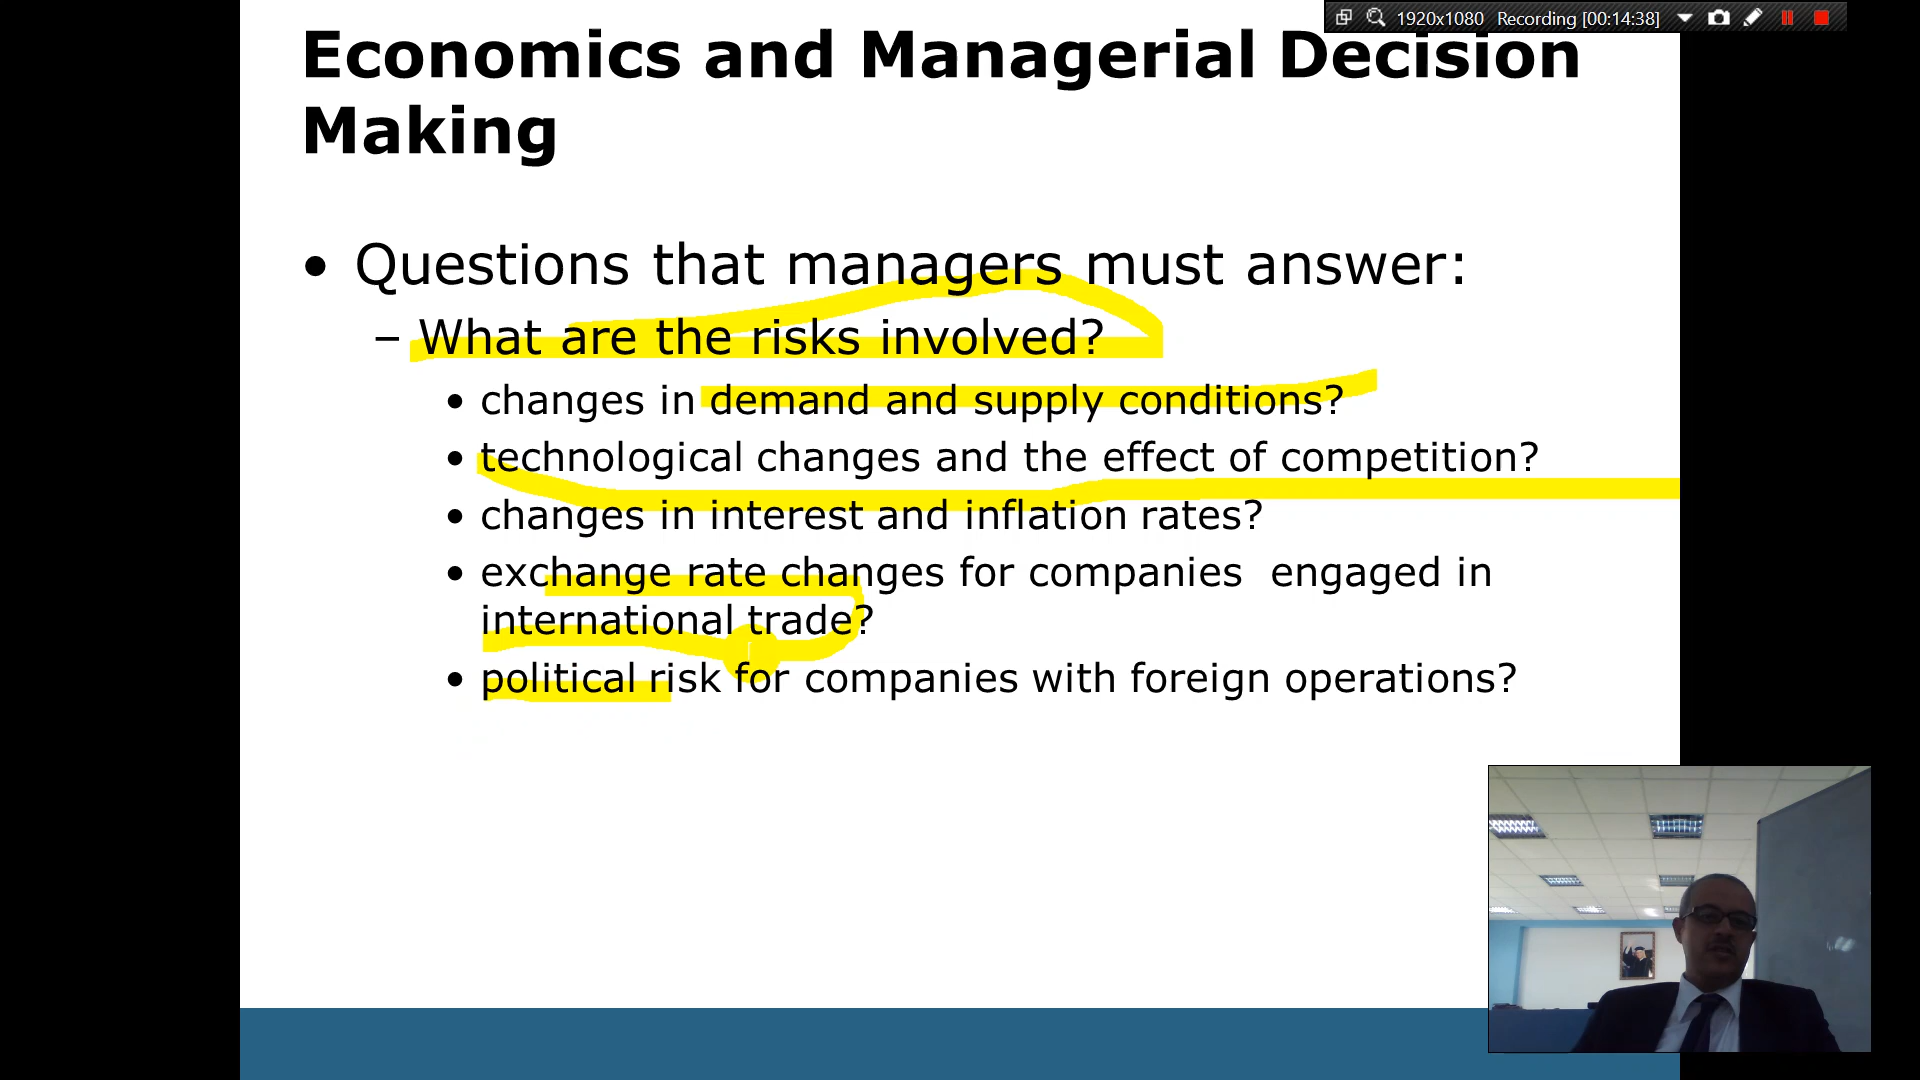 1920x1080 Recording [00:14:38]
Economics and Managerial Decision
Making
• Questions that managers must answer:
– What are the risks involved?
• changes in demand and supply conditions?
• technological changes and the effect of competition?
• changes in interest and inflation rates?
• exchange rate changes for companies engaged in
international trade?
• political risk for companies with foreign operations?